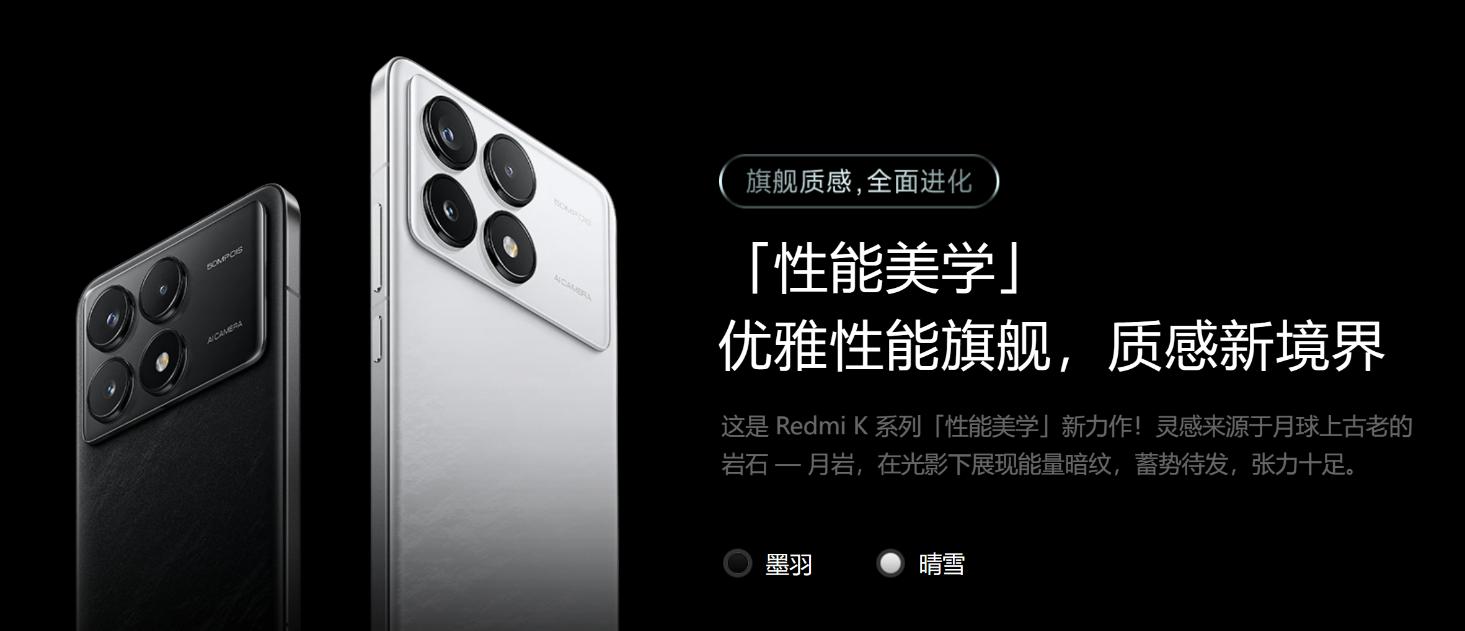 50MP OIS
AI CAMERA
50MP OIS
AI CAMERA
旗舰质感,全面进化
「性能美学」
优雅性能旗舰，质感新境界
这是 Redmi K 系列「性能美学」新力作！灵感来源于月球上古老的
岩石 — 月岩，在光影下展现能量暗纹，蓄势待发，张力十足。
墨羽
晴雪